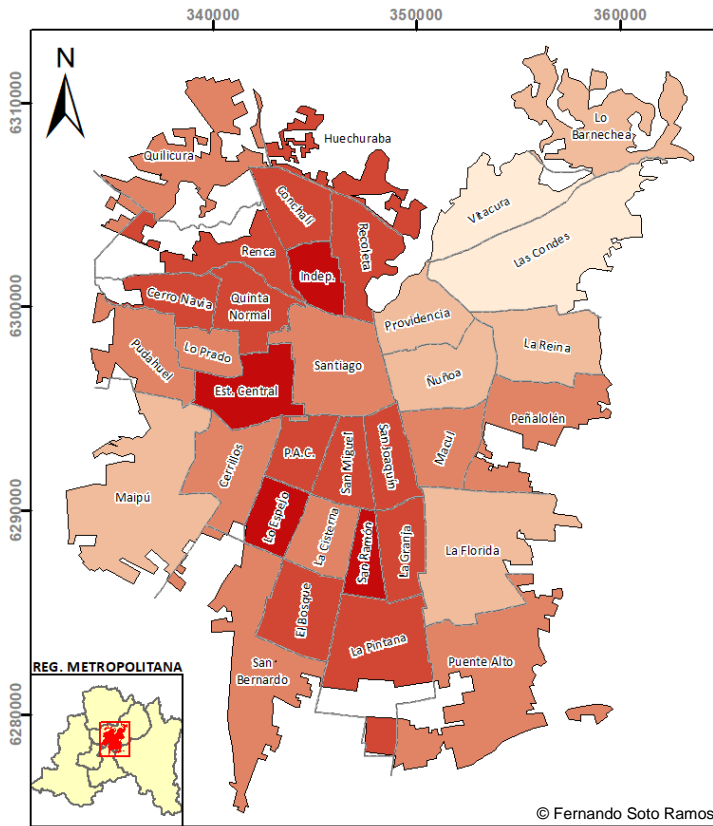 340000
350000
360000
N
6310000
6300000
6290000
6280000
Lo
Barnechea
Huechuraba
Quilicura
Conchalí
Vitacura
Recoleta
Las Condes
Renca
Indep.
Cerro Navia
Quinta
Normal
Providencia
La Reina
Pudahuel
Lo Prado
Santiago
Ñuñoa
Est. Central
Peñalolén
Macul
San Joaquín
San Miguel
P.A.C.
Cerrillos
Maipú
Lo Espejo
La Cisterna
San Ramón
La Granja
La Florida
El Bosque
La Pintana
San
Bernardo
Puente Alto
REG. METROPOLITANA
© Fernando Soto Ramos